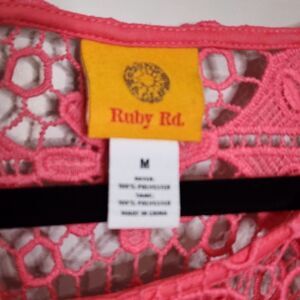 Ruby Rd.
M
100% POLYESTER
100% POLYESTER
MADE IN CHINA